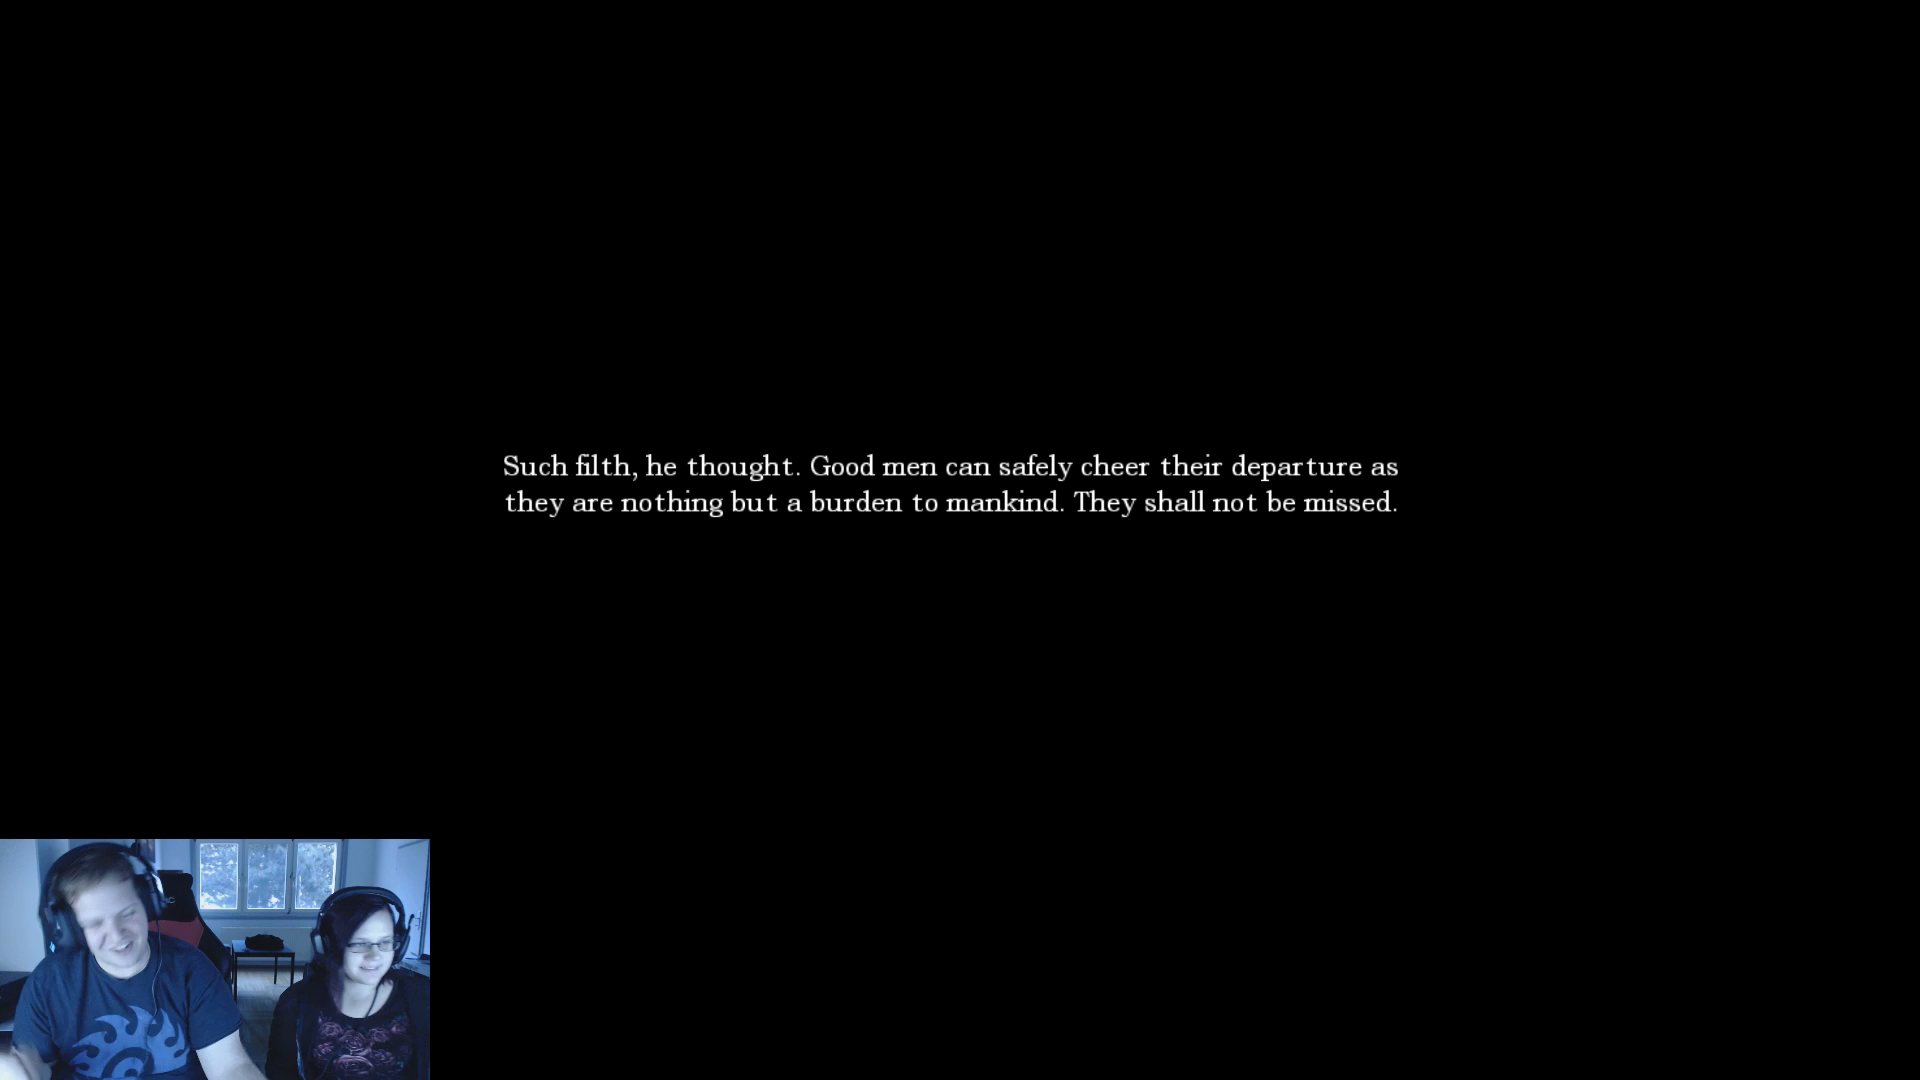 Such filth, he thought. Good men can safely cheer their departure as
they are nothing but a burden to mankind. They shall not be missed.